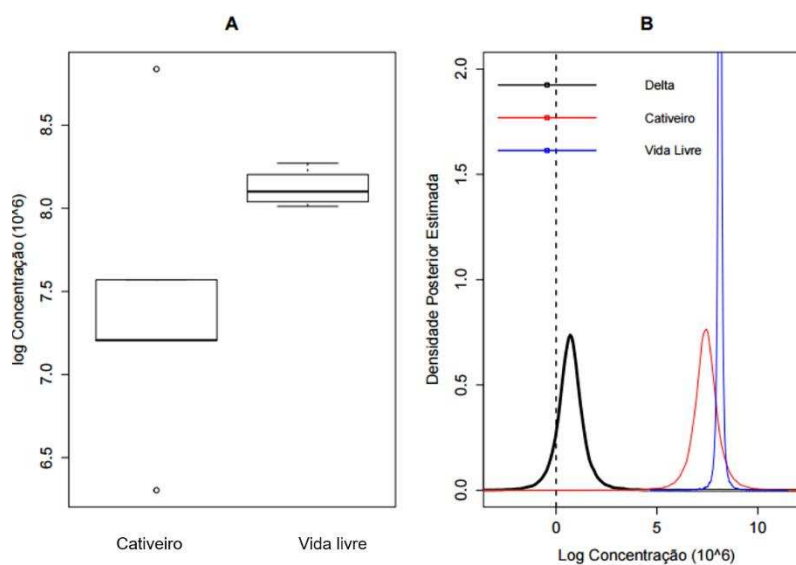 A
log Concentração (10^6)
8.5
8.0
7.5
7.0
6.5
Cativeiro
Vida livre
B
Densidade Posterior Estimada
2.0
1.5
1.0
0.5
0.0
Delta
Cativeiro
Vida Livre
0
5
10
Log Concentração (10^6)